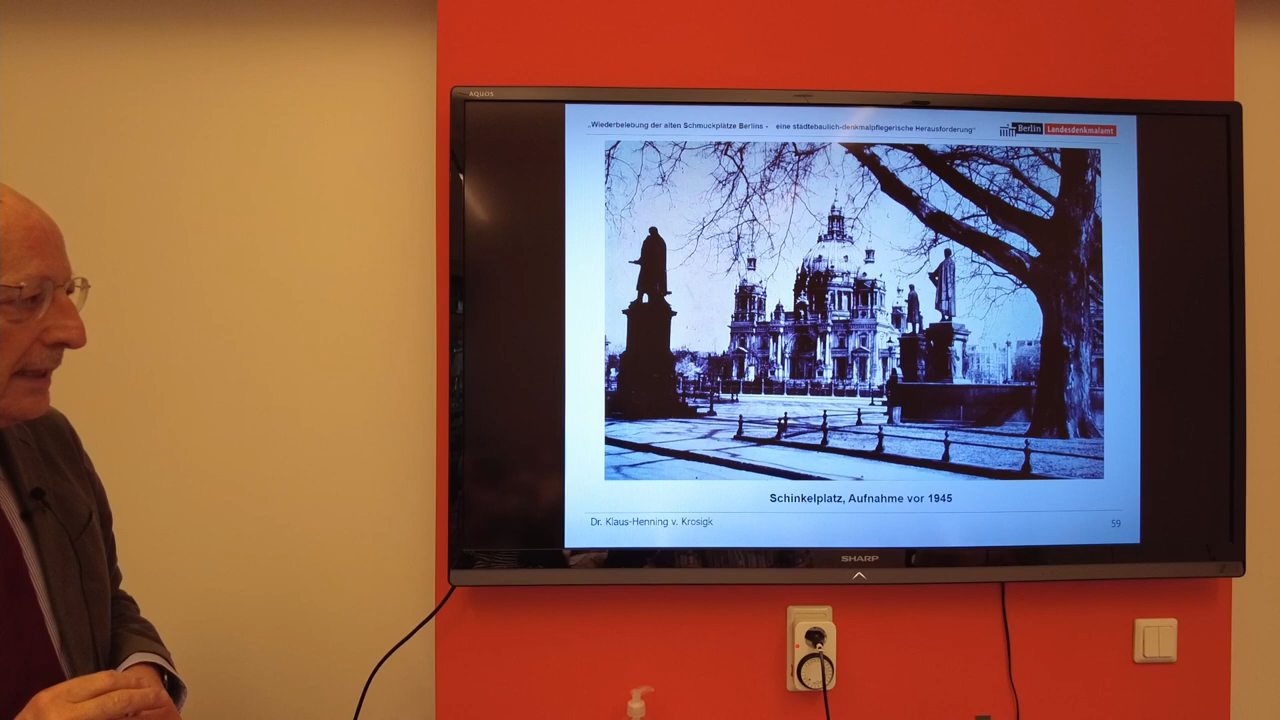 AQUOS
„Wiederbelebung der alten Schmuckplätze Berlins - eine städtebaulich-denkmalpflegerische Herausforderung“
Berlin Landesdenkmalamt
Schinkelplatz, Aufnahme vor 1945
Dr. Klaus-Henning v. Krosigk
59
SHARP